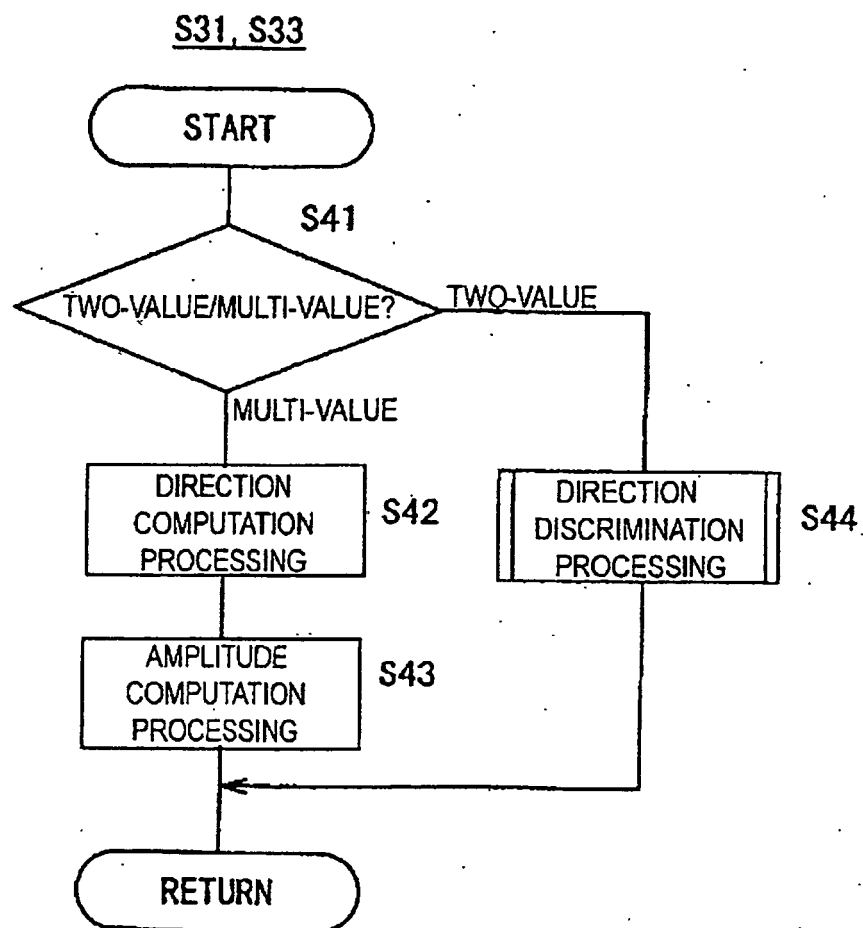 S31, S33
START
S41
TWO-VALUE/MULTI-VALUE?
TWO-VALUE
MULTI-VALUE
DIRECTION
COMPUTATION
PROCESSING
S42
DIRECTION
DISCRIMINATION
PROCESSING
S44
AMPLITUDE
COMPUTATION
PROCESSING
S43
RETURN